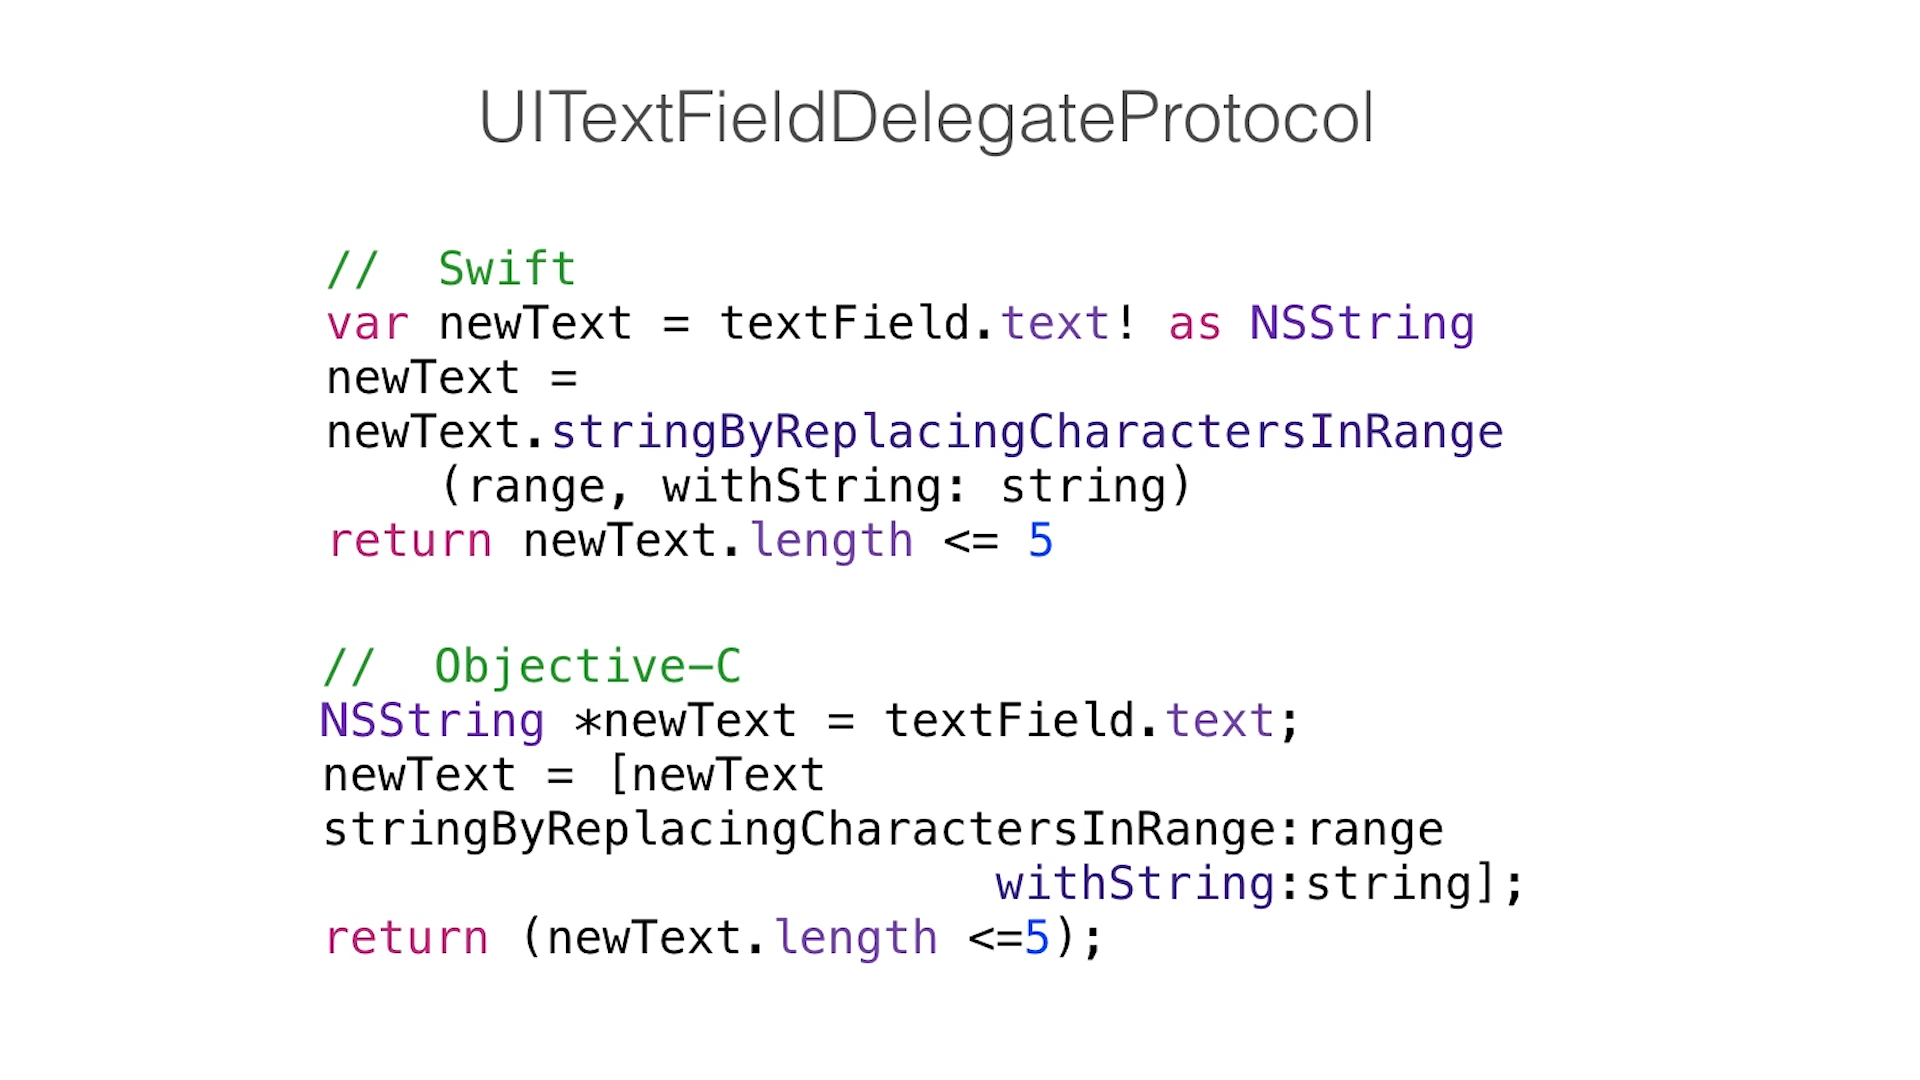 UITextFieldDelegateProtocol
//  Swift
var newText = textField.text! as NSString
newText =
newText.stringByReplacingCharactersInRange
    (range, withString: string)
return newText.length <= 5
//  Objective-C
NSString *newText = textField.text;
newText = [newText
stringByReplacingCharactersInRange:range
                        withString:string];
return (newText.length <=5);